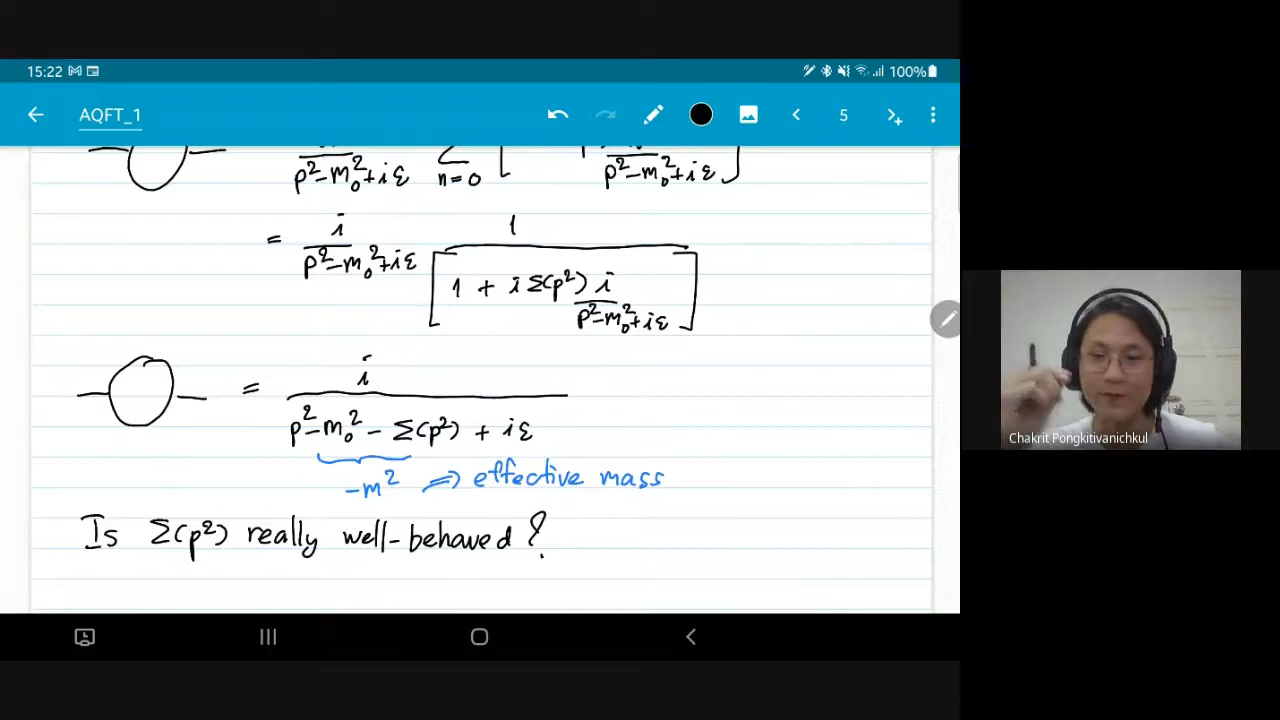 15:22 100%
AQFT_1 5
p²-m₀²+iε n=0 p²-m₀²+iε
= i/(p²-m₀²+iε) [1/(1 + iΣ(p²) i/(p²-m₀²+iε))]
= i/(p²-m₀² - Σ(p²) + iε)
-m² ⇒ effective mass
Is Σ(p²) really well-behaved?
Chakrit Pongkitivanichkul